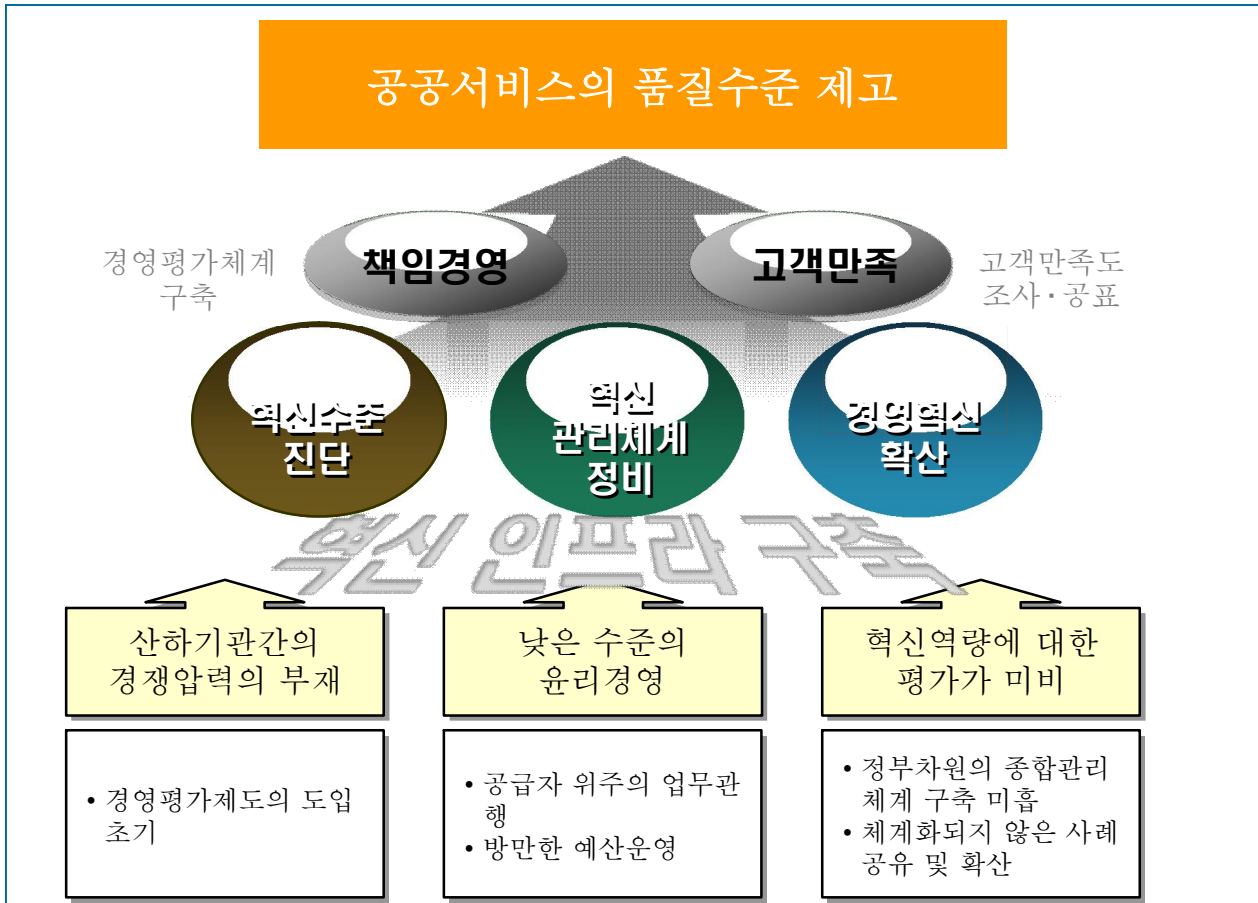 공공서비스의 품질수준 제고
책임경영
고객만족
경영평가체계
구축
고객만족도
조사·공표
혁신수준
진단
혁신
관리체계
정비
경영혁신
확산
혁신 인프라 구축
산하기관간의
경쟁압력의 부재
낮은 수준의
윤리경영
혁신역량에 대한
평가가 미비
• 경영평가제도의 도입
초기
• 공급자 위주의 업무관
행
• 방만한 예산운영
• 정부차원의 종합관리
체계 구축 미흡
• 체계화되지 않은 사례
공유 및 확산